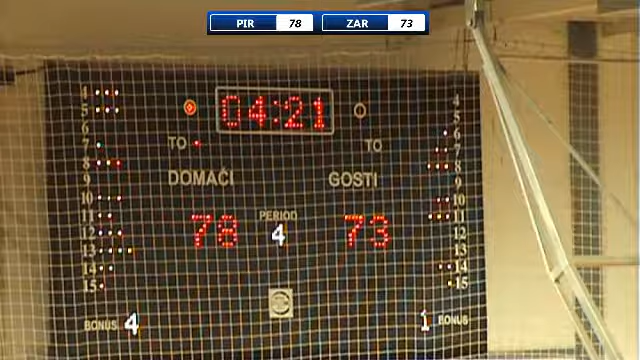 PIR 78 ZAR 73
04:21
TO TO
DOMAĆI GOSTI
78 PERIOD 4 73
4 4
5 5
6 6
7 7
8 8
9 9
10 10
11 11
12 12
13 13
14 14
15 15
BONUS 4 1 BONUS